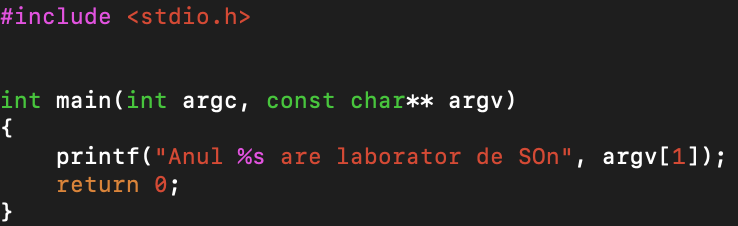 #include <stdio.h>
int main(int argc, const char** argv)
{
    printf("Anul %s are laborator de SOn", argv[1]);
    return 0;
}